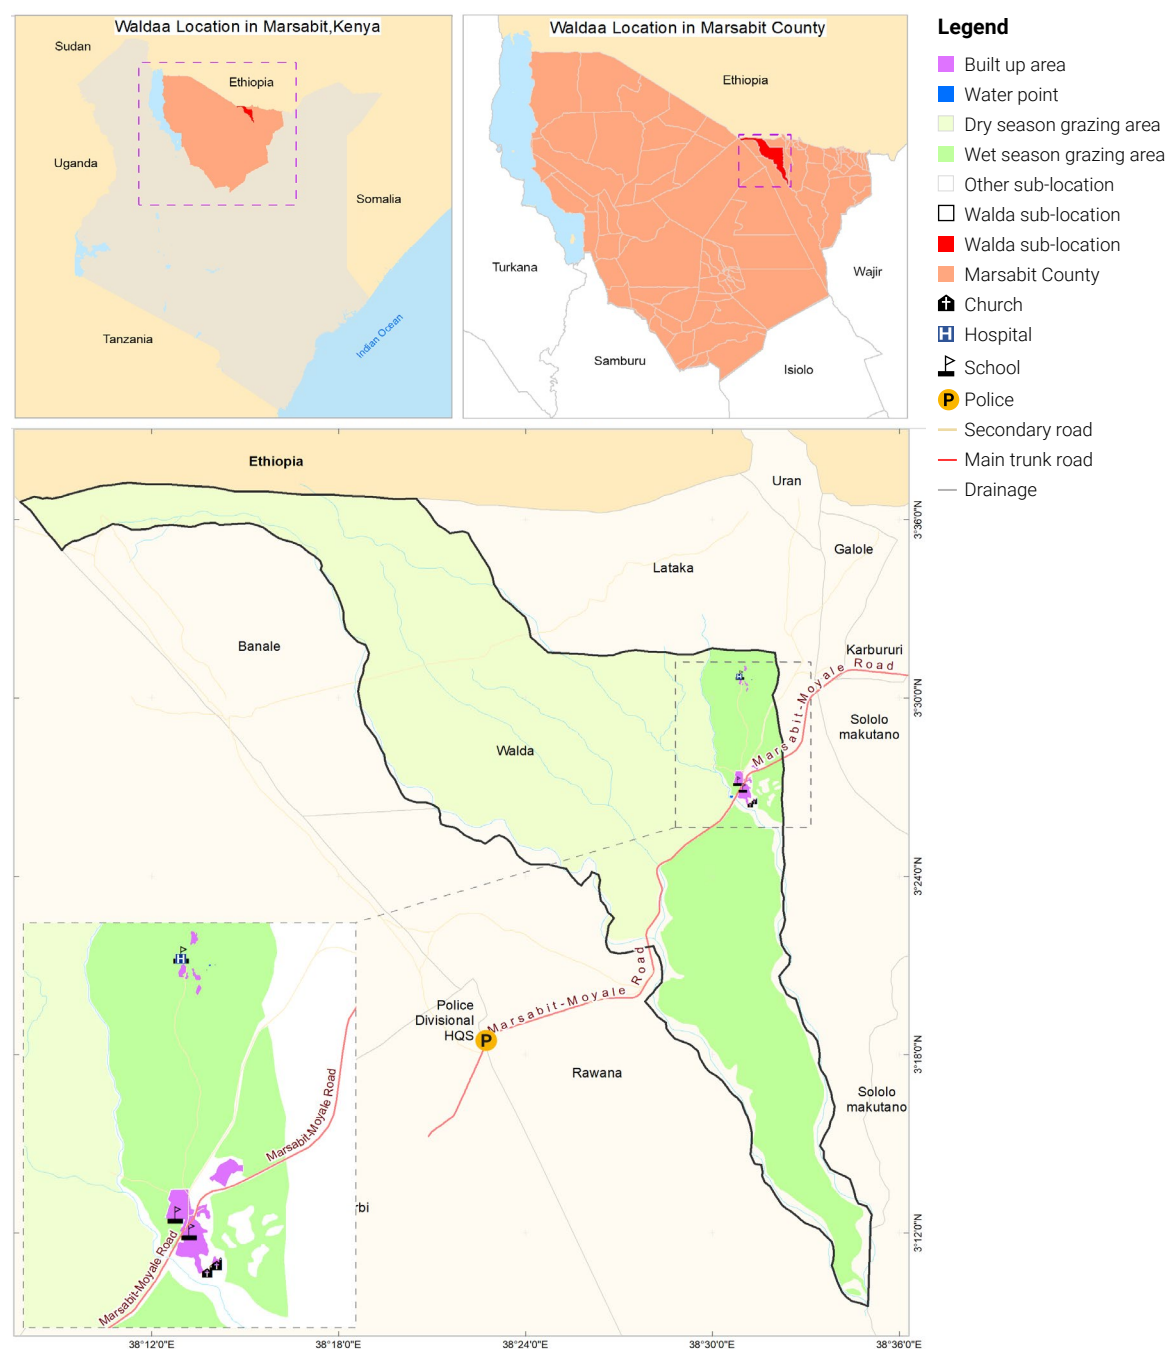 Waldaa Location in Marsabit,Kenya
Sudan
Ethiopia
Uganda
Somalia
Tanzania
Indian Ocean
Waldaa Location in Marsabit County
Ethiopia
Turkana
Wajir
Samburu
Isiolo
Legend
Built up area
Water point
Dry season grazing area
Wet season grazing area
Other sub-location
Walda sub-location
Walda sub-location
Marsabit County
Church
H Hospital
School
P Police
Secondary road
Main trunk road
Drainage
Ethiopia
Uran
Galole
Lataka
Banale
Karbururi
Marsabit-Moyale Road
Sololo
makutano
Walda
H
Marsabit-Moyale Road
Police
Divisional
HQS
P
Rawana
Sololo
makutano
H
Marsabit-Moyale Road
Marsabit-Moyale Road
rbi
3°36'0"N
3°30'0"N
3°24'0"N
3°18'0"N
3°12'0"N
38°12'0"E
38°18'0"E
38°24'0"E
38°30'0"E
38°36'0"E